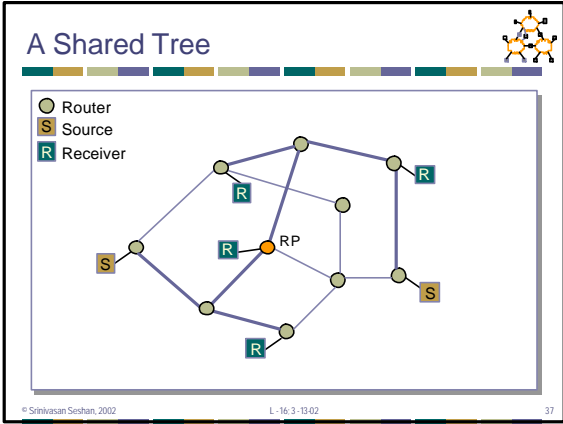 A Shared Tree
Router
S Source
R Receiver
R
R
R RP
S
S
R
© Srinivasan Seshan, 2002 L -16; 3 -13-02 37